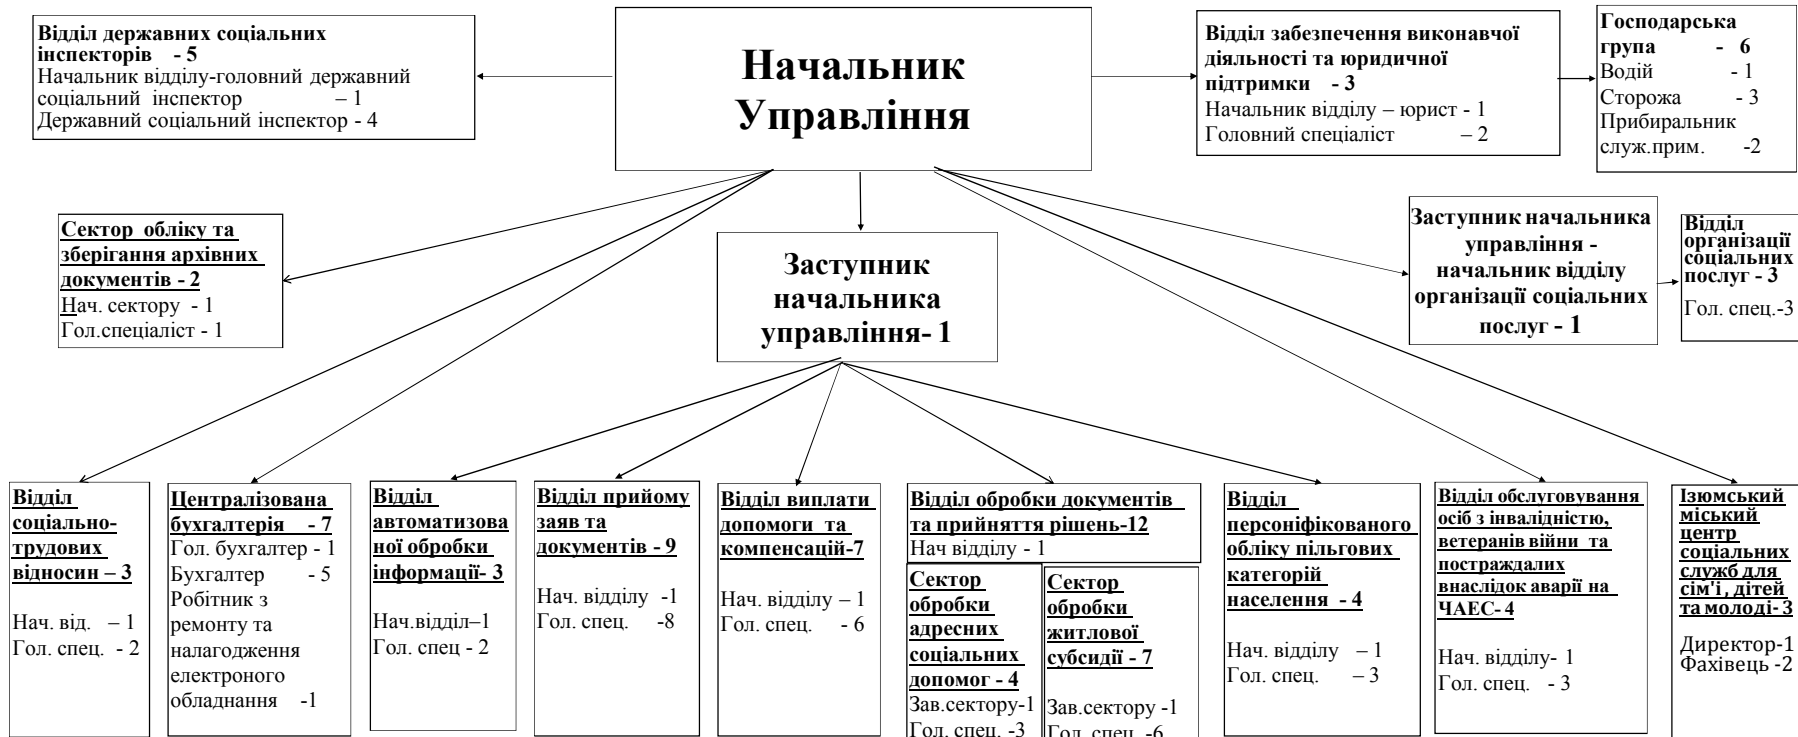 Відділ державних соціальних
інспекторів - 5
Начальник відділу-головний державний
соціальний інспектор – 1
Державний соціальний інспектор - 4
Начальник
Управління
Відділ забезпечення виконавчої
діяльності та юридичної
підтримки - 3
Начальник відділу – юрист - 1
Головний спеціаліст – 2
Господарська
група - 6
Водій - 1
Сторожа - 3
Прибиральник
служ.прим. -2
Сектор обліку та
зберігання архівних
документів - 2
Нач. сектору - 1
Гол.спеціаліст - 1
Заступник
начальника
управління- 1
Заступник начальника
управління -
начальник відділу
організації соціальних
послуг - 1
Відділ
організації
соціальних
послуг - 3
Гол. спец.-3
Відділ
соціально-
трудових
відносин – 3
Нач. від. – 1
Гол. спец. - 2
Централізована
бухгалтерія - 7
Гол. бухгалтер - 1
Бухгалтер - 5
Робітник з
ремонту та
налагодження
електроного
обладнання -1
Відділ
автоматизова
ної обробки
інформації- 3
Нач.відділ–1
Гол. спец - 2
Відділ прийому
заяв та
документів - 9
Нач. відділу -1
Гол. спец. -8
Відділ виплати
допомоги та
компенсацій-7
Нач. відділу – 1
Гол. спец. - 6
Відділ обробки документів
та прийняття рішень-12
Нач відділу - 1
Сектор
обробки
адресних
соціальних
допомог - 4
Зав.сектору-1
Гол. спец. -3
Сектор
обробки
житлової
субсидії - 7
Зав.сектору -1
Гол. спец. -6
Відділ
персоніфікованого
обліку пільгових
категорій
населення - 4
Нач. відділу – 1
Гол. спец. – 3
Відділ обслуговування
осіб з інвалідністю,
ветеранів війни та
постраждалих
внаслідок аварії на
ЧАЕС- 4
Нач. відділу- 1
Гол. спец. - 3
Ізюмський
міський
центр
соціальних
служб для
сім'ї, дітей
та молоді- 3
Директор-1
Фахівець -2